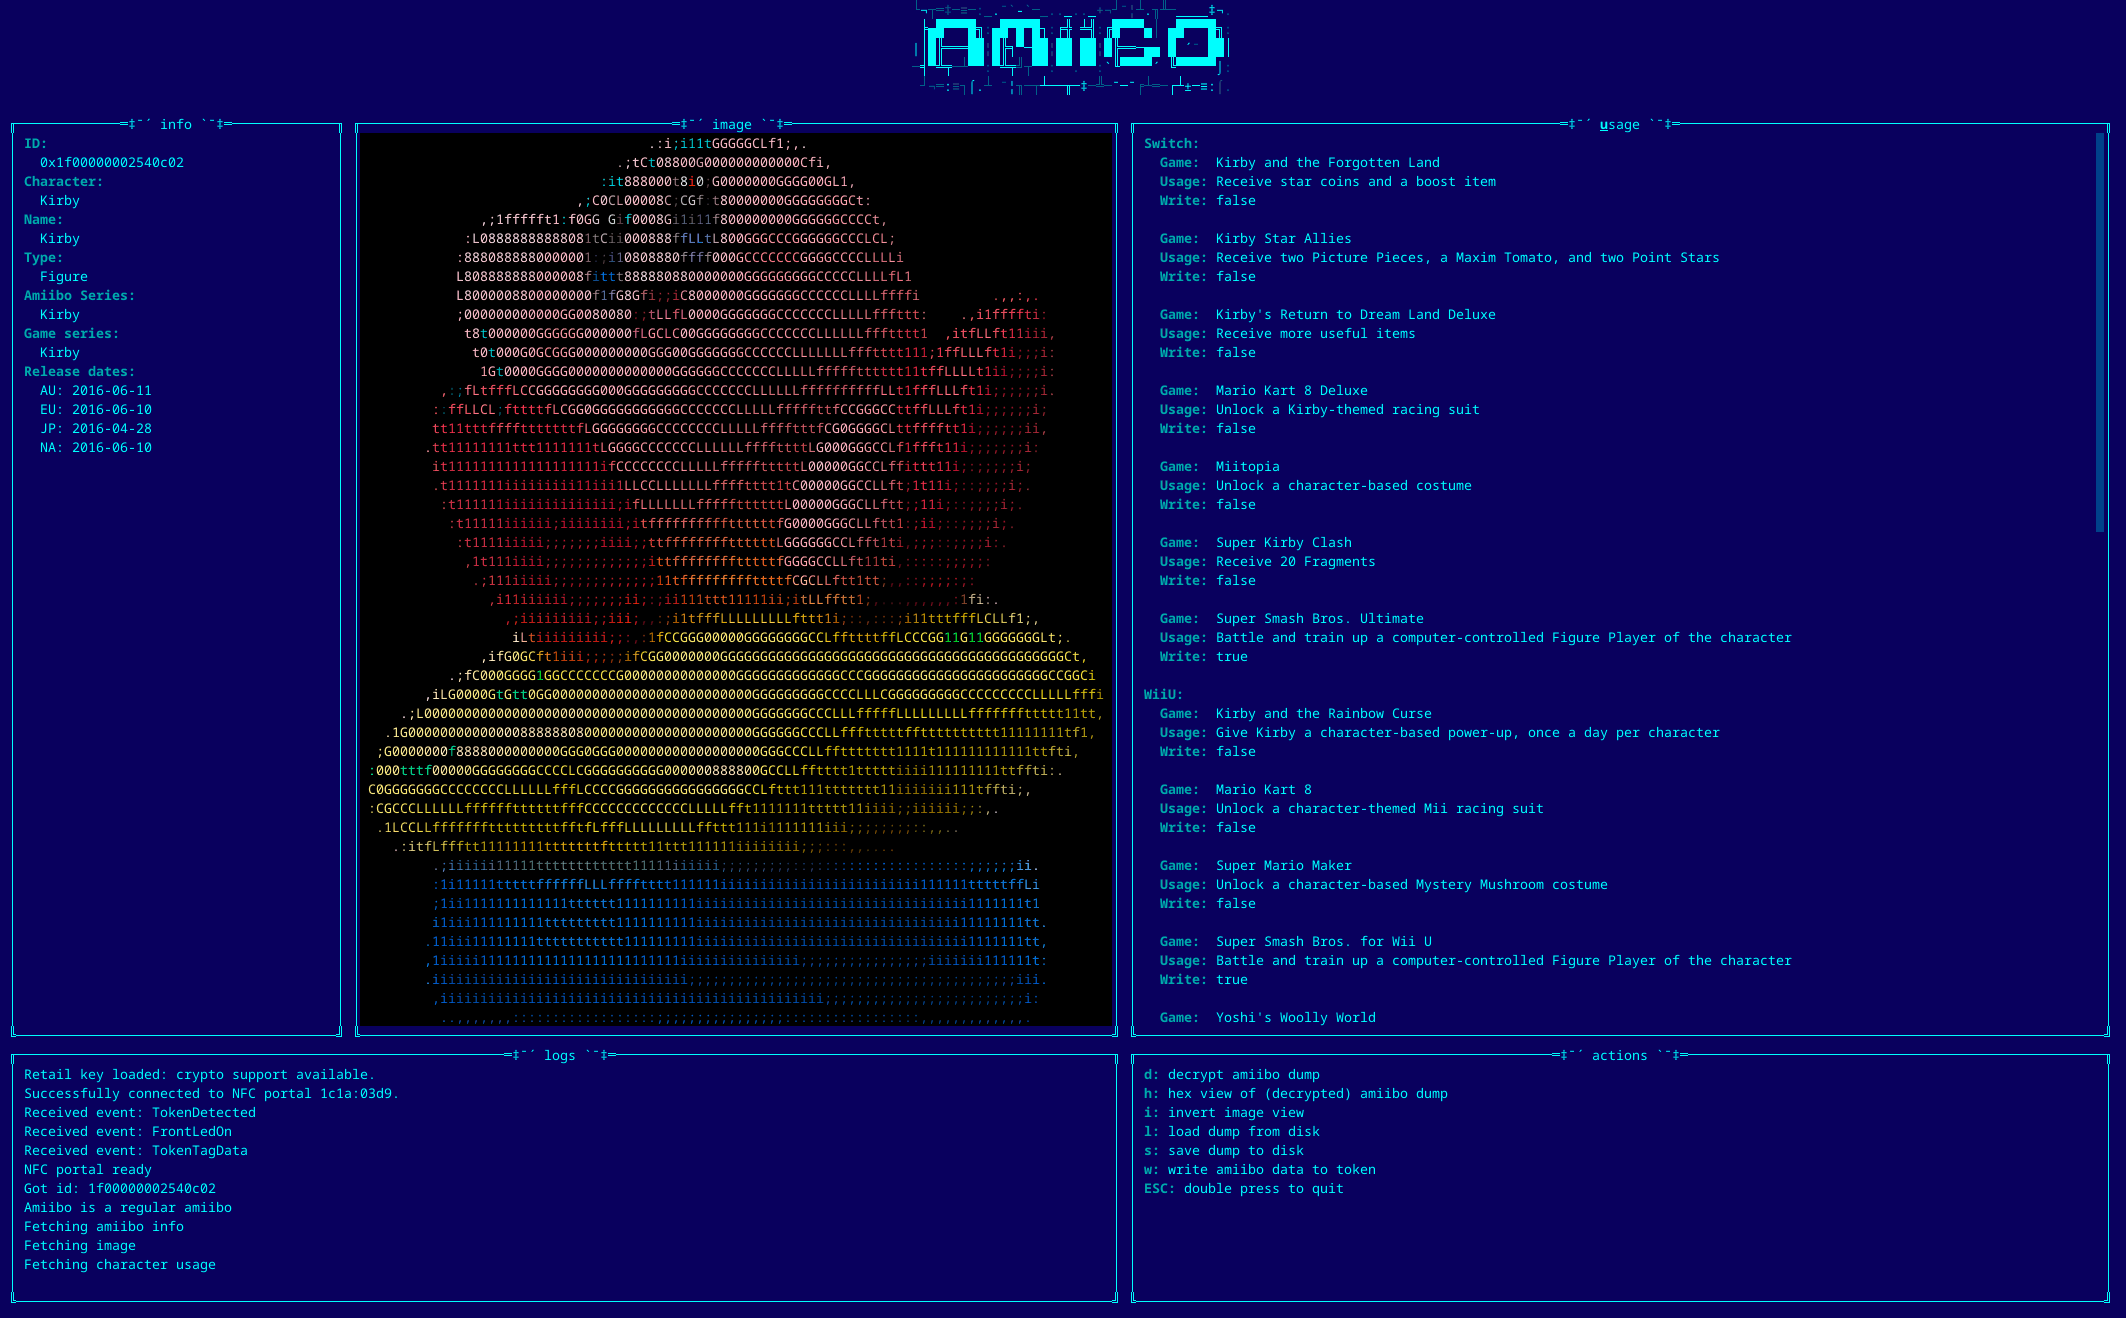 AMIIGO
info
ID:
0x1f00000002540c02
Character:
Kirby
Name:
Kirby
Type:
Figure
Amiibo Series:
Kirby
Game series:
Kirby
Release dates:
AU: 2016-06-11
EU: 2016-06-10
JP: 2016-04-28
NA: 2016-06-10
image
usage
Switch:
Game: Kirby and the Forgotten Land
Usage: Receive star coins and a boost item
Write: false
Game: Kirby Star Allies
Usage: Receive two Picture Pieces, a Maxim Tomato, and two Point Stars
Write: false
Game: Kirby's Return to Dream Land Deluxe
Usage: Receive more useful items
Write: false
Game: Mario Kart 8 Deluxe
Usage: Unlock a Kirby-themed racing suit
Write: false
Game: Miitopia
Usage: Unlock a character-based costume
Write: false
Game: Super Kirby Clash
Usage: Receive 20 Fragments
Write: false
Game: Super Smash Bros. Ultimate
Usage: Battle and train up a computer-controlled Figure Player of the character
Write: true
WiiU:
Game: Kirby and the Rainbow Curse
Usage: Give Kirby a character-based power-up, once a day per character
Write: false
Game: Mario Kart 8
Usage: Unlock a character-themed Mii racing suit
Write: false
Game: Super Mario Maker
Usage: Unlock a character-based Mystery Mushroom costume
Write: false
Game: Super Smash Bros. for Wii U
Usage: Battle and train up a computer-controlled Figure Player of the character
Write: true
Game: Yoshi's Woolly World
logs
Retail key loaded: crypto support available.
Successfully connected to NFC portal 1c1a:03d9.
Received event: TokenDetected
Received event: FrontLedOn
Received event: TokenTagData
NFC portal ready
Got id: 1f00000002540c02
Amiibo is a regular amiibo
Fetching amiibo info
Fetching image
Fetching character usage
actions
d: decrypt amiibo dump
h: hex view of (decrypted) amiibo dump
i: invert image view
l: load dump from disk
s: save dump to disk
w: write amiibo data to token
ESC: double press to quit